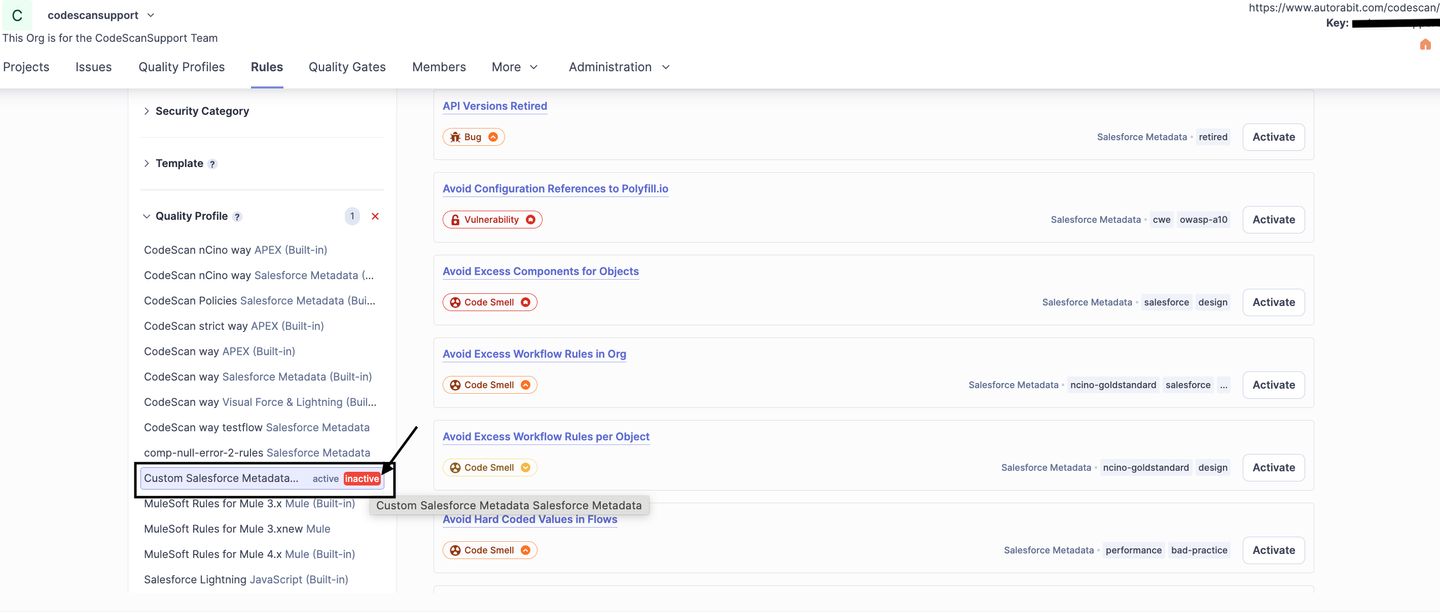 C codescansupport
https://www.autorabit.com/codescan/
Key:
This Org is for the CodeScanSupport Team
Projects Issues Quality Profiles Rules Quality Gates Members More Administration
Security Category
Template ?
Quality Profile ? 1
CodeScan nCino way APEX (Built-in)
CodeScan nCino way Salesforce Metadata (...
CodeScan Policies Salesforce Metadata (Bui...
CodeScan strict way APEX (Built-in)
CodeScan way APEX (Built-in)
CodeScan way Salesforce Metadata (Built-in)
CodeScan way Visual Force & Lightning (Buil...
CodeScan way testflow Salesforce Metadata
comp-null-error-2-rules Salesforce Metadata
Custom Salesforce Metadata... active inactive
Custom Salesforce Metadata Salesforce Metadata
MuleSoft Rules for Mule 3.x Mule (Built-in)
MuleSoft Rules for Mule 3.xnew Mule
MuleSoft Rules for Mule 4.x Mule (Built-in)
Salesforce Lightning JavaScript (Built-in)
API Versions Retired
Bug Salesforce Metadata retired Activate
Avoid Configuration References to Polyfill.io
Vulnerability Salesforce Metadata cwe owasp-a10 Activate
Avoid Excess Components for Objects
Code Smell Salesforce Metadata salesforce design Activate
Avoid Excess Workflow Rules in Org
Code Smell Salesforce Metadata ncino-goldstandard salesforce ... Activate
Avoid Excess Workflow Rules per Object
Code Smell Salesforce Metadata ncino-goldstandard design Activate
Avoid Hard Coded Values in Flows
Code Smell Salesforce Metadata performance bad-practice Activate